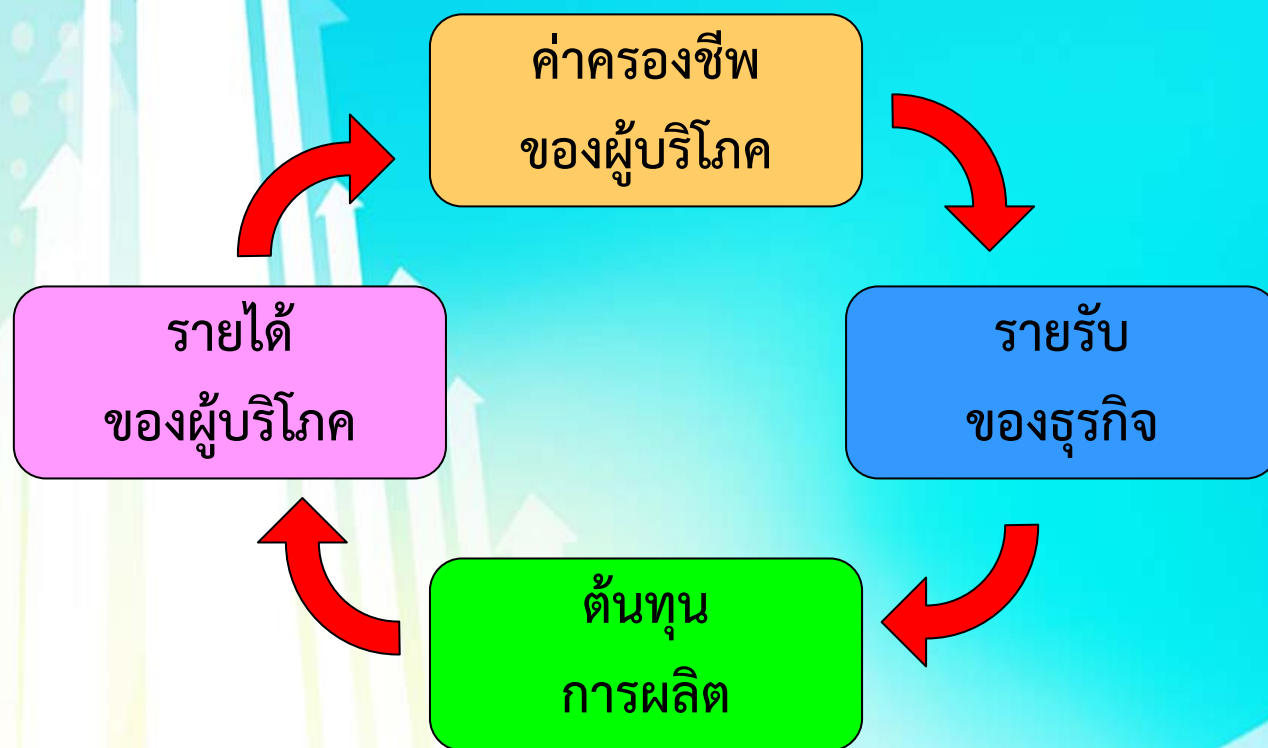 ค่าครองชีพ
ของผู้บริโภค
รายได้
ของผู้บริโภค
รายรับ
ของธุรกิจ
ต้นทุน
การผลิต